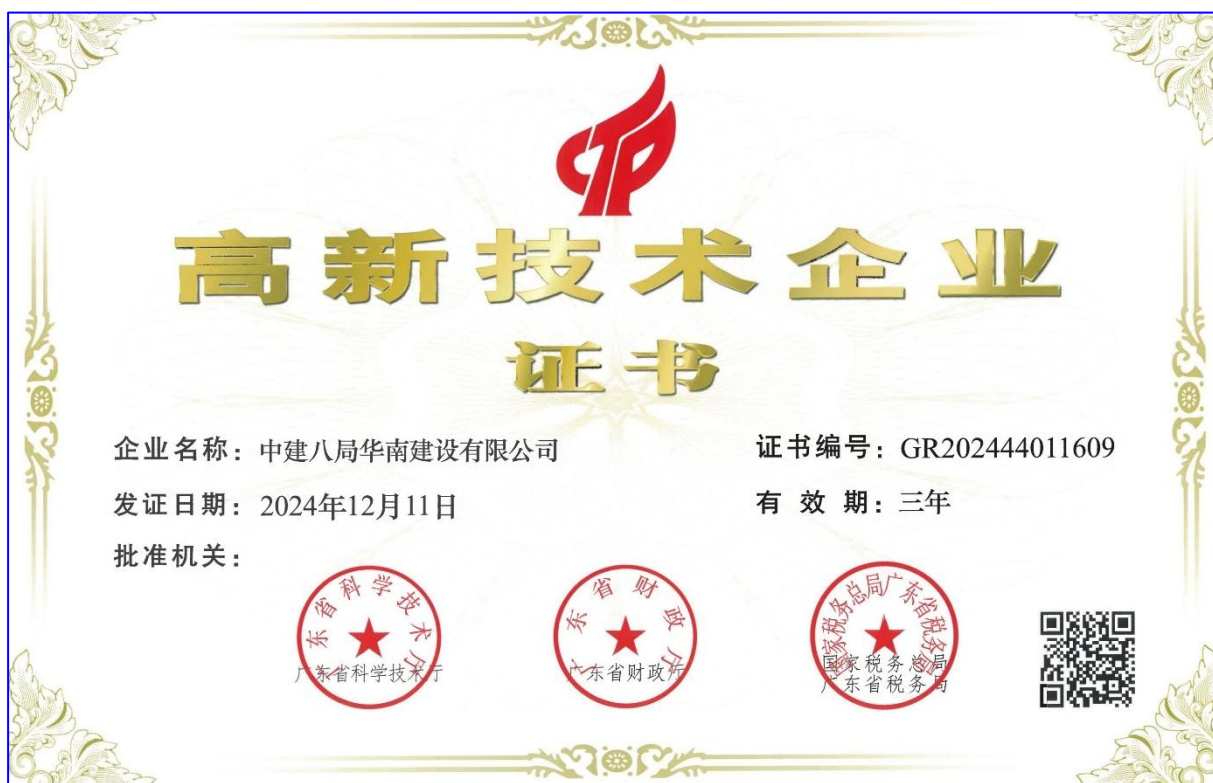 CTP
高新技术企业
证书
企业名称：中建八局华南建设有限公司
证书编号：GR202444011609
发证日期：2024年12月11日
有 效 期：三年
批准机关：
广东省科学技术厅
广东省科学技术厅
广东省财政厅
广东省财政厅
国家税务总局广东省税务局
国家税务总局
广东省税务局